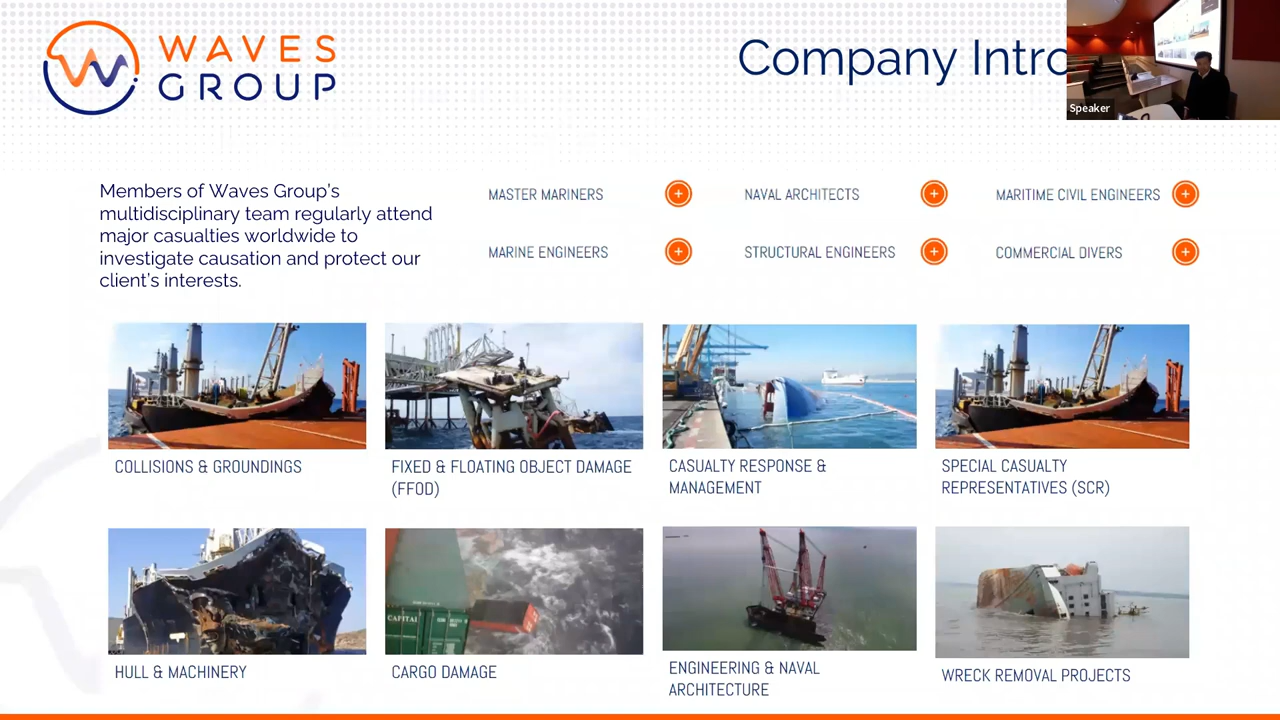 WAVES
GROUP
Company Intro
Speaker
Members of Waves Group's
multidisciplinary team regularly attend
major casualties worldwide to
investigate causation and protect our
client's interests.
MASTER MARINERS
NAVAL ARCHITECTS
MARITIME CIVIL ENGINEERS
MARINE ENGINEERS
STRUCTURAL ENGINEERS
COMMERCIAL DIVERS
COLLISIONS & GROUNDINGS
FIXED & FLOATING OBJECT DAMAGE
(FFOD)
CASUALTY RESPONSE &
MANAGEMENT
SPECIAL CASUALTY
REPRESENTATIVES (SCR)
CAPITAL
HULL & MACHINERY
CARGO DAMAGE
ENGINEERING & NAVAL
ARCHITECTURE
WRECK REMOVAL PROJECTS